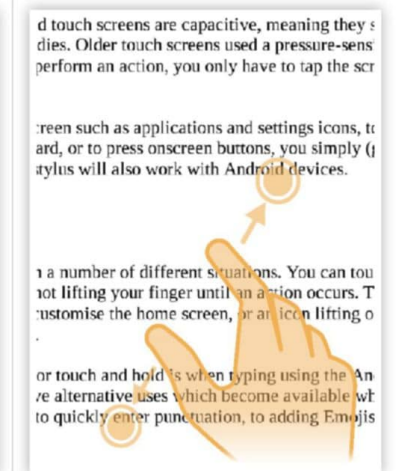 d touch screens are capacitive, meaning they s
dies. Older touch screens used a pressure-sens
perform an action, you only have to tap the scr
reen such as applications and settings icons, to
ard, or to press onscreen buttons, you simply (
stylus will also work with Android devices.
n a number of different situations. You can tou
not lifting your finger until an action occurs. T
customise the home screen, or an icon lifting o
.
or touch and hold is when typing using the An
ve alternative uses which become available wh
to quickly enter punctuation, to adding Emojis